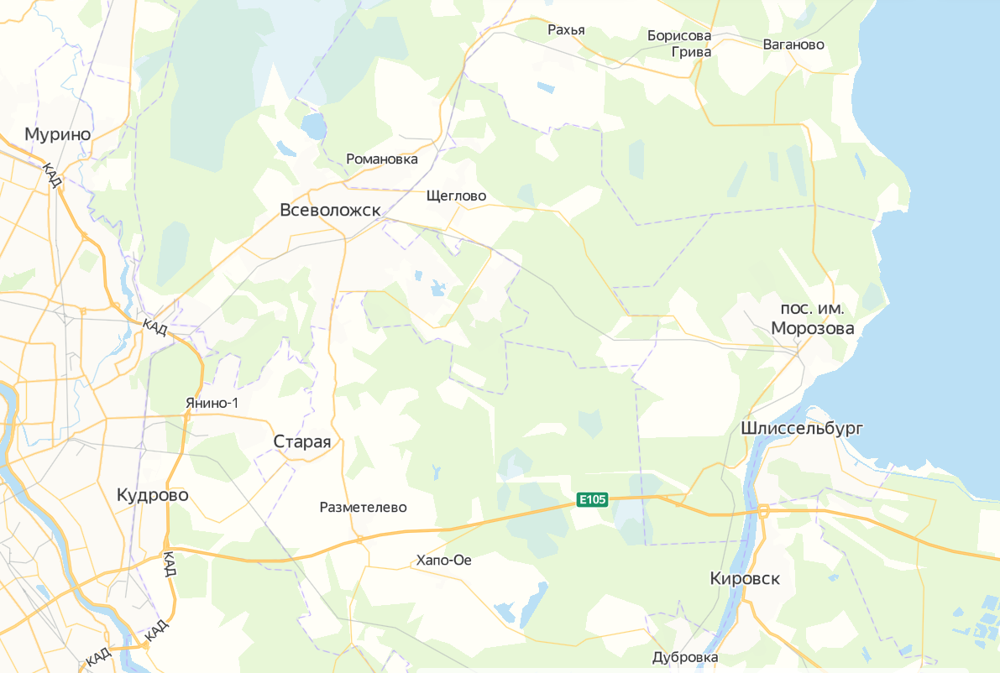 Рахья
Борисова
Грива
Ваганово
Мурино
Романовка
КАД
Щеглово
Всеволожск
пос. им.
Морозова
КАД
Янино-1
Шлиссельбург
Старая
Кудрово
E105
Разметелево
Хапо-Ое
КАД
Кировск
КАД
КАД
Дубровка